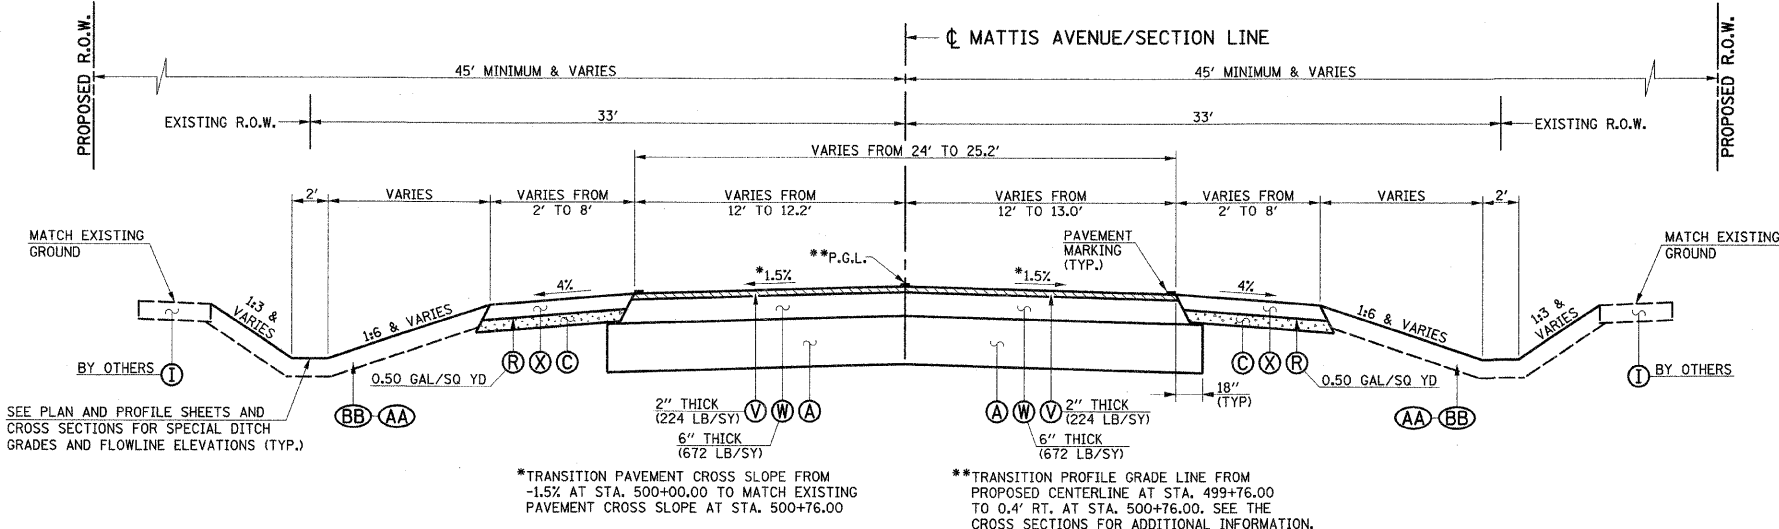 PROPOSED R.O.W.
℄ MATTIS AVENUE/SECTION LINE
PROPOSED R.O.W.
45' MINIMUM & VARIES
45' MINIMUM & VARIES
EXISTING R.O.W.
33'
33'
EXISTING R.O.W.
VARIES FROM 24' TO 25.2'
2'
VARIES
VARIES FROM
2' TO 8'
VARIES FROM
12' TO 12.2'
VARIES FROM
12' TO 13.0'
VARIES FROM
2' TO 8'
VARIES
2'
MATCH EXISTING
GROUND
**P.G.L.
PAVEMENT
MARKING
(TYP.)
MATCH EXISTING
GROUND
1:3 &
VARIES
1:6 & VARIES
4%
*1.5%
*1.5%
4%
1:6 & VARIES
1:3 &
VARIES
BY OTHERS I
0.50 GAL/SQ YD R X C
C X R 0.50 GAL/SQ YD
I BY OTHERS
SEE PLAN AND PROFILE SHEETS AND
CROSS SECTIONS FOR SPECIAL DITCH
GRADES AND FLOWLINE ELEVATIONS (TYP.)
BB AA
2" THICK
(224 LB/SY) V W A
6" THICK
(672 LB/SY)
A W V 2" THICK
(224 LB/SY)
6" THICK
(672 LB/SY)
18"
(TYP)
AA BB
*TRANSITION PAVEMENT CROSS SLOPE FROM
-1.5% AT STA. 500+00.00 TO MATCH EXISTING
PAVEMENT CROSS SLOPE AT STA. 500+76.00
**TRANSITION PROFILE GRADE LINE FROM
PROPOSED CENTERLINE AT STA. 499+76.00
TO 0.4' RT. AT STA. 500+76.00. SEE THE
CROSS SECTIONS FOR ADDITIONAL INFORMATION.